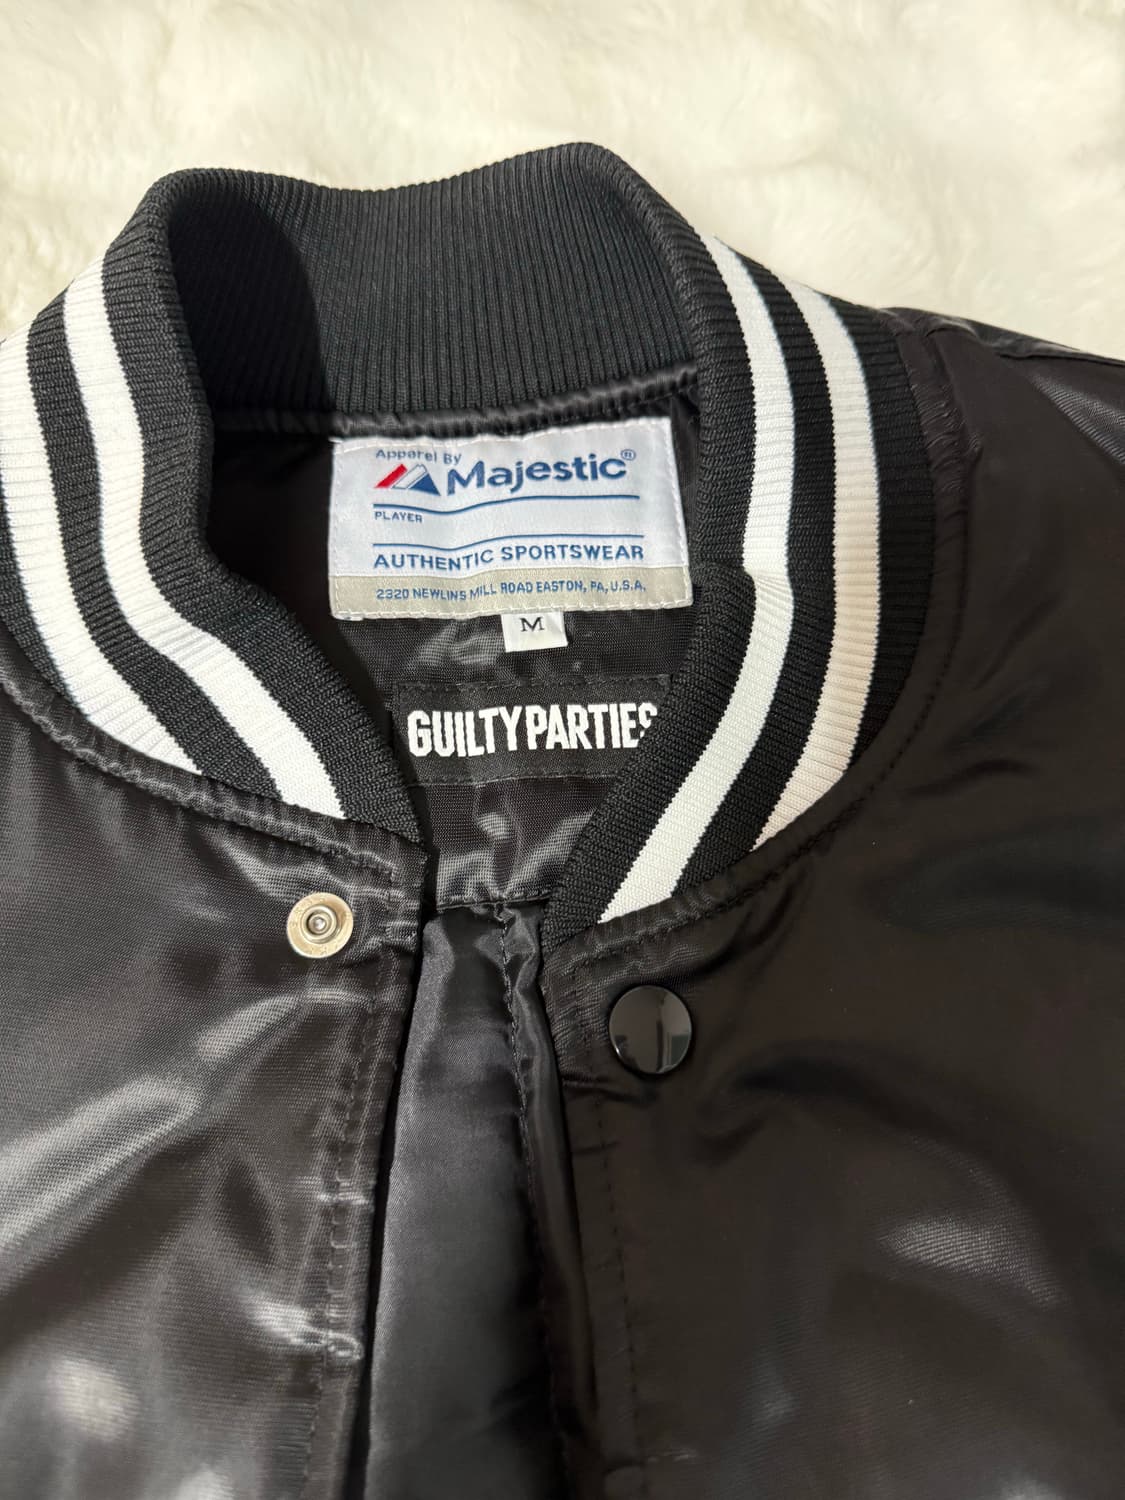 Apparel By
Majestic®
PLAYER
AUTHENTIC SPORTSWEAR
2320 NEWLINS MILL ROAD EASTON, PA, U.S.A.
M
GUILTY PARTIES